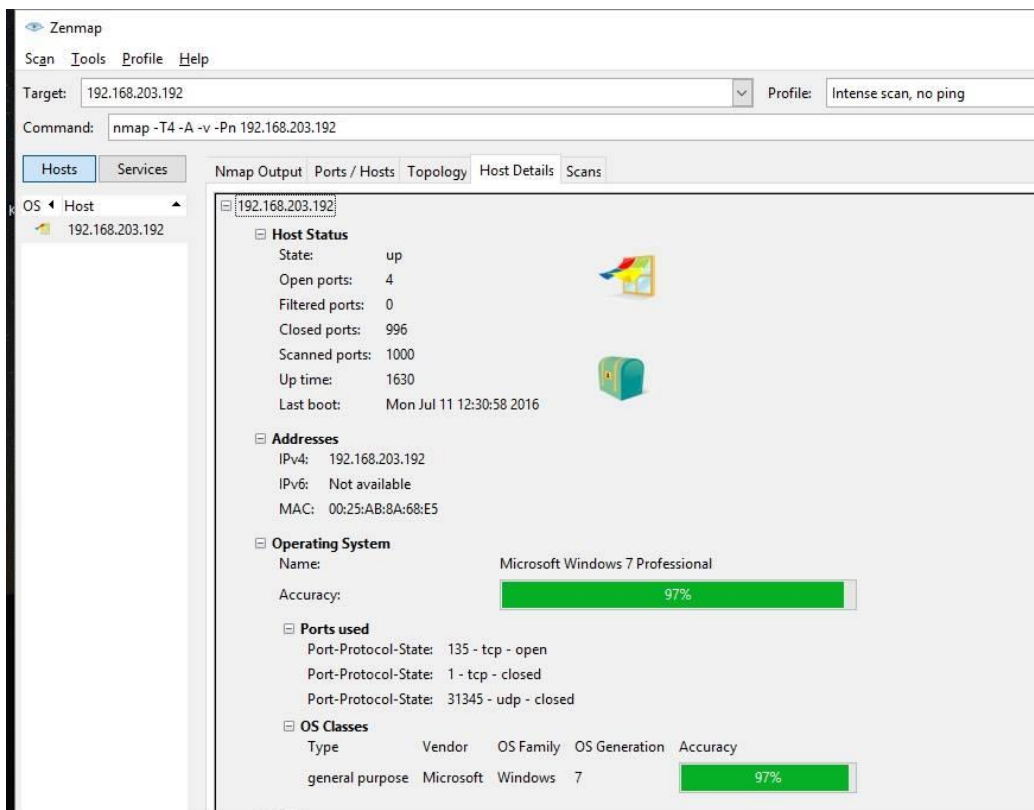 Zenmap
Scan Tools Profile Help
Target: 192.168.203.192 Profile: Intense scan, no ping
Command: nmap -T4 -A -v -Pn 192.168.203.192
Hosts Services
Nmap Output Ports / Hosts Topology Host Details Scans
OS Host
192.168.203.192
192.168.203.192
Host Status
State: up
Open ports: 4
Filtered ports: 0
Closed ports: 996
Scanned ports: 1000
Up time: 1630
Last boot: Mon Jul 11 12:30:58 2016
Addresses
IPv4: 192.168.203.192
IPv6: Not available
MAC: 00:25:AB:8A:68:E5
Operating System
Name: Microsoft Windows 7 Professional
Accuracy: 97%
Ports used
Port-Protocol-State: 135 - tcp - open
Port-Protocol-State: 1 - tcp - closed
Port-Protocol-State: 31345 - udp - closed
OS Classes
Type Vendor OS Family OS Generation Accuracy
general purpose Microsoft Windows 7 97%